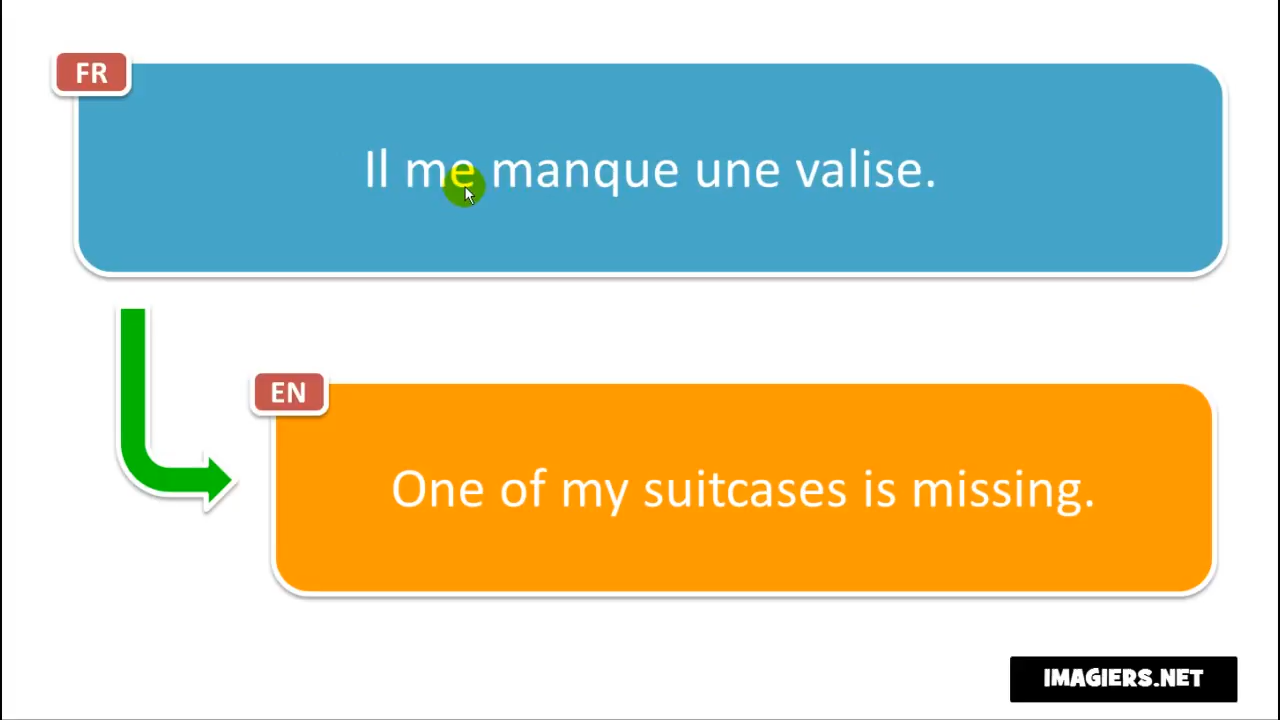 FR
Il me manque une valise.
EN
One of my suitcases is missing.
IMAGIERS.NET